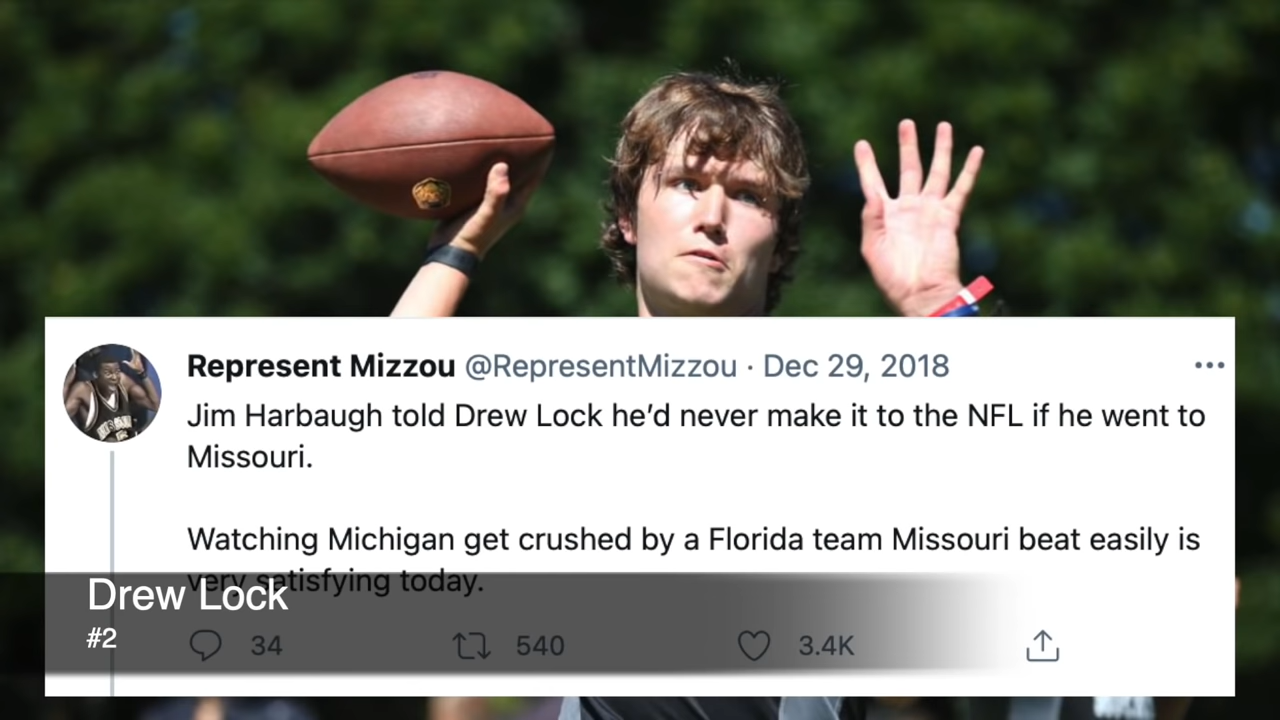 Represent Mizzou @RepresentMizzou · Dec 29, 2018
Jim Harbaugh told Drew Lock he’d never make it to the NFL if he went to
Missouri.
Watching Michigan get crushed by a Florida team Missouri beat easily is
very satisfying today.
Drew Lock
#2
34 540 3.4K